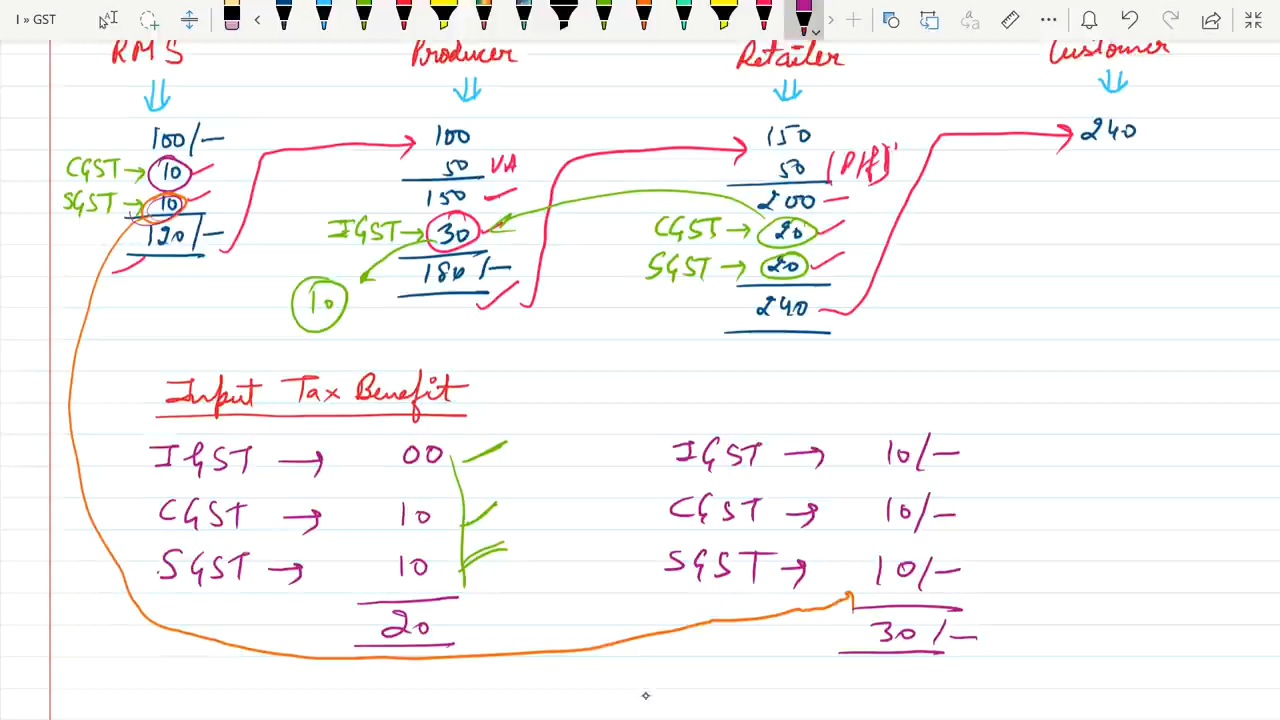 I » GST
RMS Producer Retailer Customer
100/- 100 150 240
CGST → 10 50 VA 50 (Pft)
SGST → 10 150 200
120/- IGST → 30 CGST → 20
180/- SGST → 20
10 240
Input Tax Benefit
IGST → 00 IGST → 10/-
CGST → 10 CGST → 10/-
SGST → 10 SGST → 10/-
20 30/-